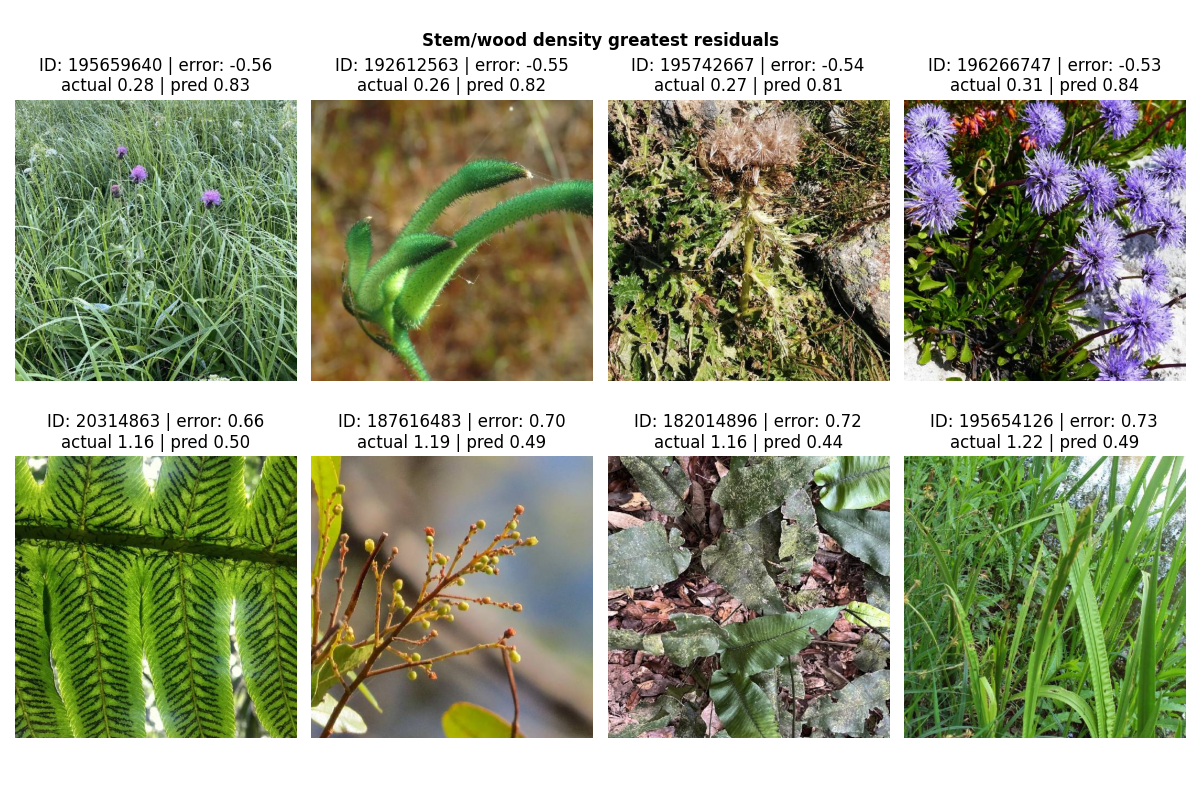 Stem/wood density greatest residuals
ID: 195659640 | error: -0.56
actual 0.28 | pred 0.83
ID: 192612563 | error: -0.55
actual 0.26 | pred 0.82
ID: 195742667 | error: -0.54
actual 0.27 | pred 0.81
ID: 196266747 | error: -0.53
actual 0.31 | pred 0.84
ID: 20314863 | error: 0.66
actual 1.16 | pred 0.50
ID: 187616483 | error: 0.70
actual 1.19 | pred 0.49
ID: 182014896 | error: 0.72
actual 1.16 | pred 0.44
ID: 195654126 | error: 0.73
actual 1.22 | pred 0.49